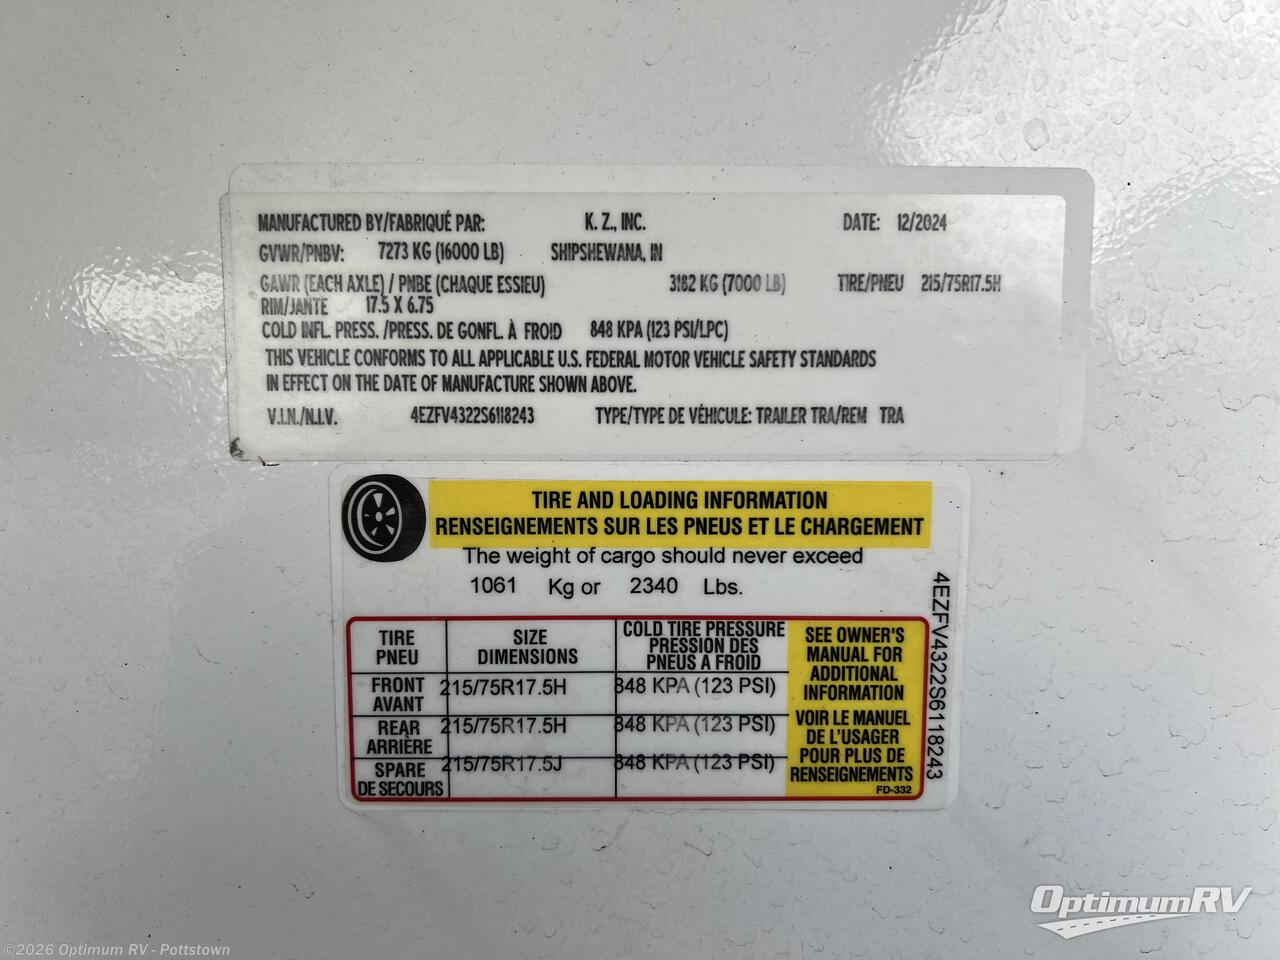 MANUFACTURED BY/FABRIQUÉ PAR: K. Z., INC. DATE: 12/2024
GVWR/PNBV: 7273 KG (16000 LB) SHIPSHEWANA, IN
GAWR (EACH AXLE) / PNBE (CHAQUE ESSIEU) 3182 KG (7000 LB) TIRE/PNEU 215/75R17.5H
RIM/JANTE 17.5 X 6.75
COLD INFL. PRESS. /PRESS. DE GONFL. À FROID 848 KPA (123 PSI/LPC)
THIS VEHICLE CONFORMS TO ALL APPLICABLE U.S. FEDERAL MOTOR VEHICLE SAFETY STANDARDS
IN EFFECT ON THE DATE OF MANUFACTURE SHOWN ABOVE.
V.I.N./N.I.V. 4EZFV4322S6118243 TYPE/TYPE DE VÉHICULE: TRAILER TRA/REM TRA
TIRE AND LOADING INFORMATION
RENSEIGNEMENTS SUR LES PNEUS ET LE CHARGEMENT
The weight of cargo should never exceed
1061 Kg or 2340 Lbs.
TIRE
PNEU
SIZE
DIMENSIONS
COLD TIRE PRESSURE
PRESSION DES
PNEUS A FROID
FRONT
AVANT
215/75R17.5H
848 KPA (123 PSI)
REAR
ARRIÈRE
215/75R17.5H
848 KPA (123 PSI)
SPARE
DE SECOURS
215/75R17.5J
848 KPA (123 PSI)
SEE OWNER'S
MANUAL FOR
ADDITIONAL
INFORMATION
VOIR LE MANUEL
DE L'USAGER
POUR PLUS DE
RENSEIGNEMENTS
FD-332
4EZFV4322S6118243
OptimumRV
©2026 Optimum RV - Pottstown